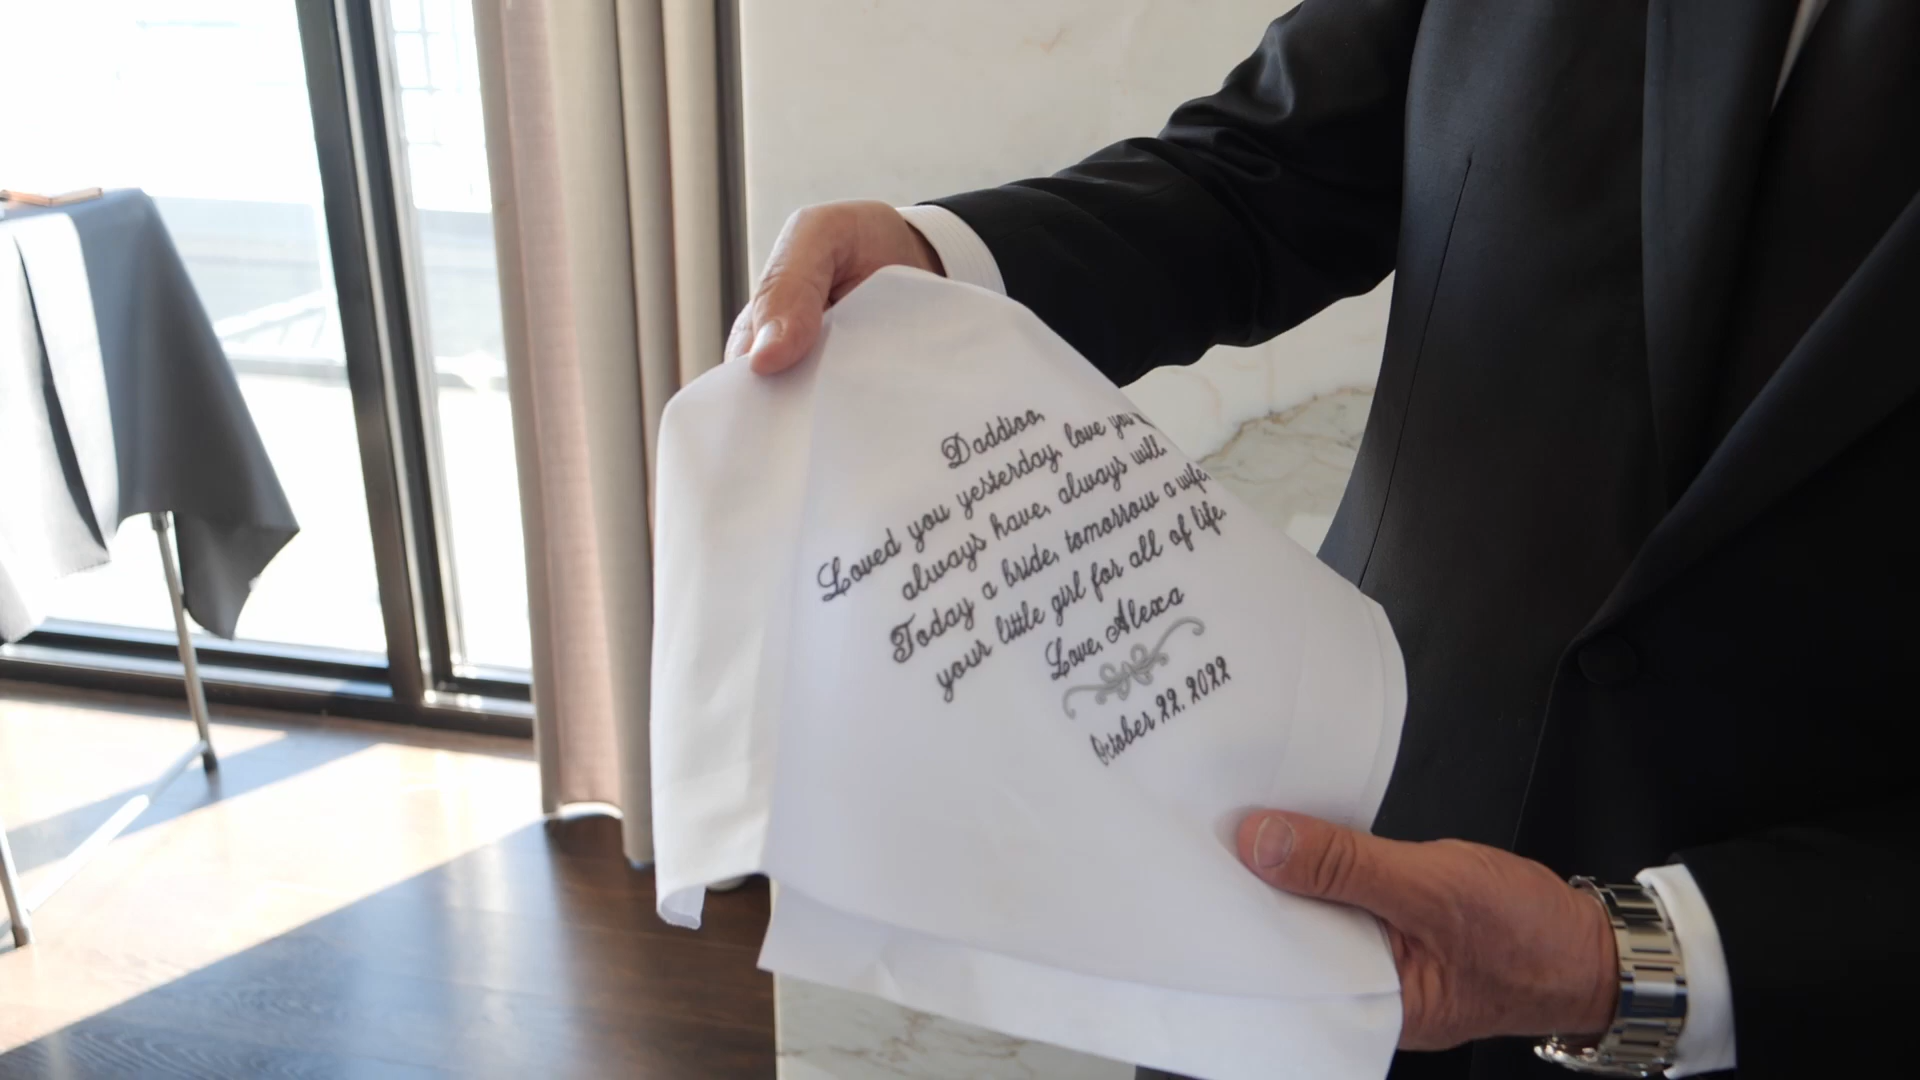 Daddioo,
Loved you yesterday, love you
always have, always will.
Today a bride, tomorrow a wife,
your little girl for all of life.
Love, Alexa
October 22, 2022